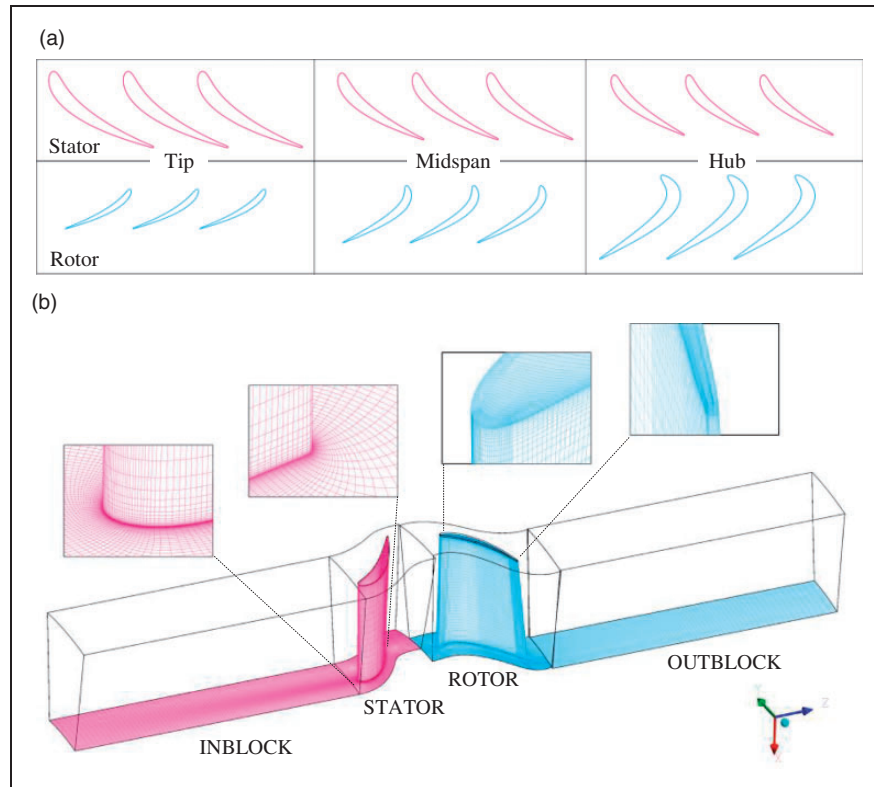 (a)
Stator
Tip
Midspan
Hub
Rotor
(b)
INBLOCK
STATOR
ROTOR
OUTBLOCK
Y
Z
X